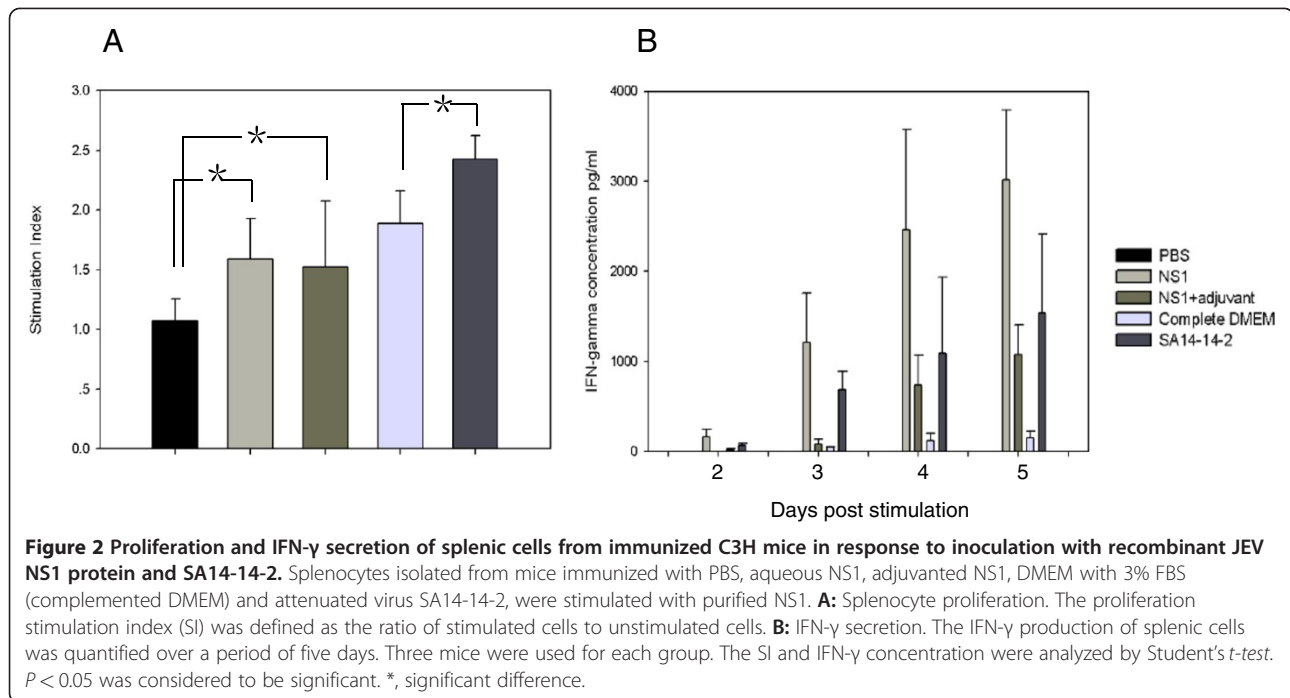 A
B
3.0
2.5
2.0
1.5
1.0
.5
0.0
Stimulation Index
*
*
*
4000
3000
2000
1000
0
IFN-gamma concentration pg/ml
2 3 4 5
Days post stimulation
PBS
NS1
NS1+adjuvant
Complete DMEM
SA14-14-2
Figure 2 Proliferation and IFN-γ secretion of splenic cells from immunized C3H mice in response to inoculation with recombinant JEV
NS1 protein and SA14-14-2. Splenocytes isolated from mice immunized with PBS, aqueous NS1, adjuvanted NS1, DMEM with 3% FBS
(complemented DMEM) and attenuated virus SA14-14-2, were stimulated with purified NS1. A: Splenocyte proliferation. The proliferation
stimulation index (SI) was defined as the ratio of stimulated cells to unstimulated cells. B: IFN-γ secretion. The IFN-γ production of splenic cells
was quantified over a period of five days. Three mice were used for each group. The SI and IFN-γ concentration were analyzed by Student's t-test.
P < 0.05 was considered to be significant. *, significant difference.